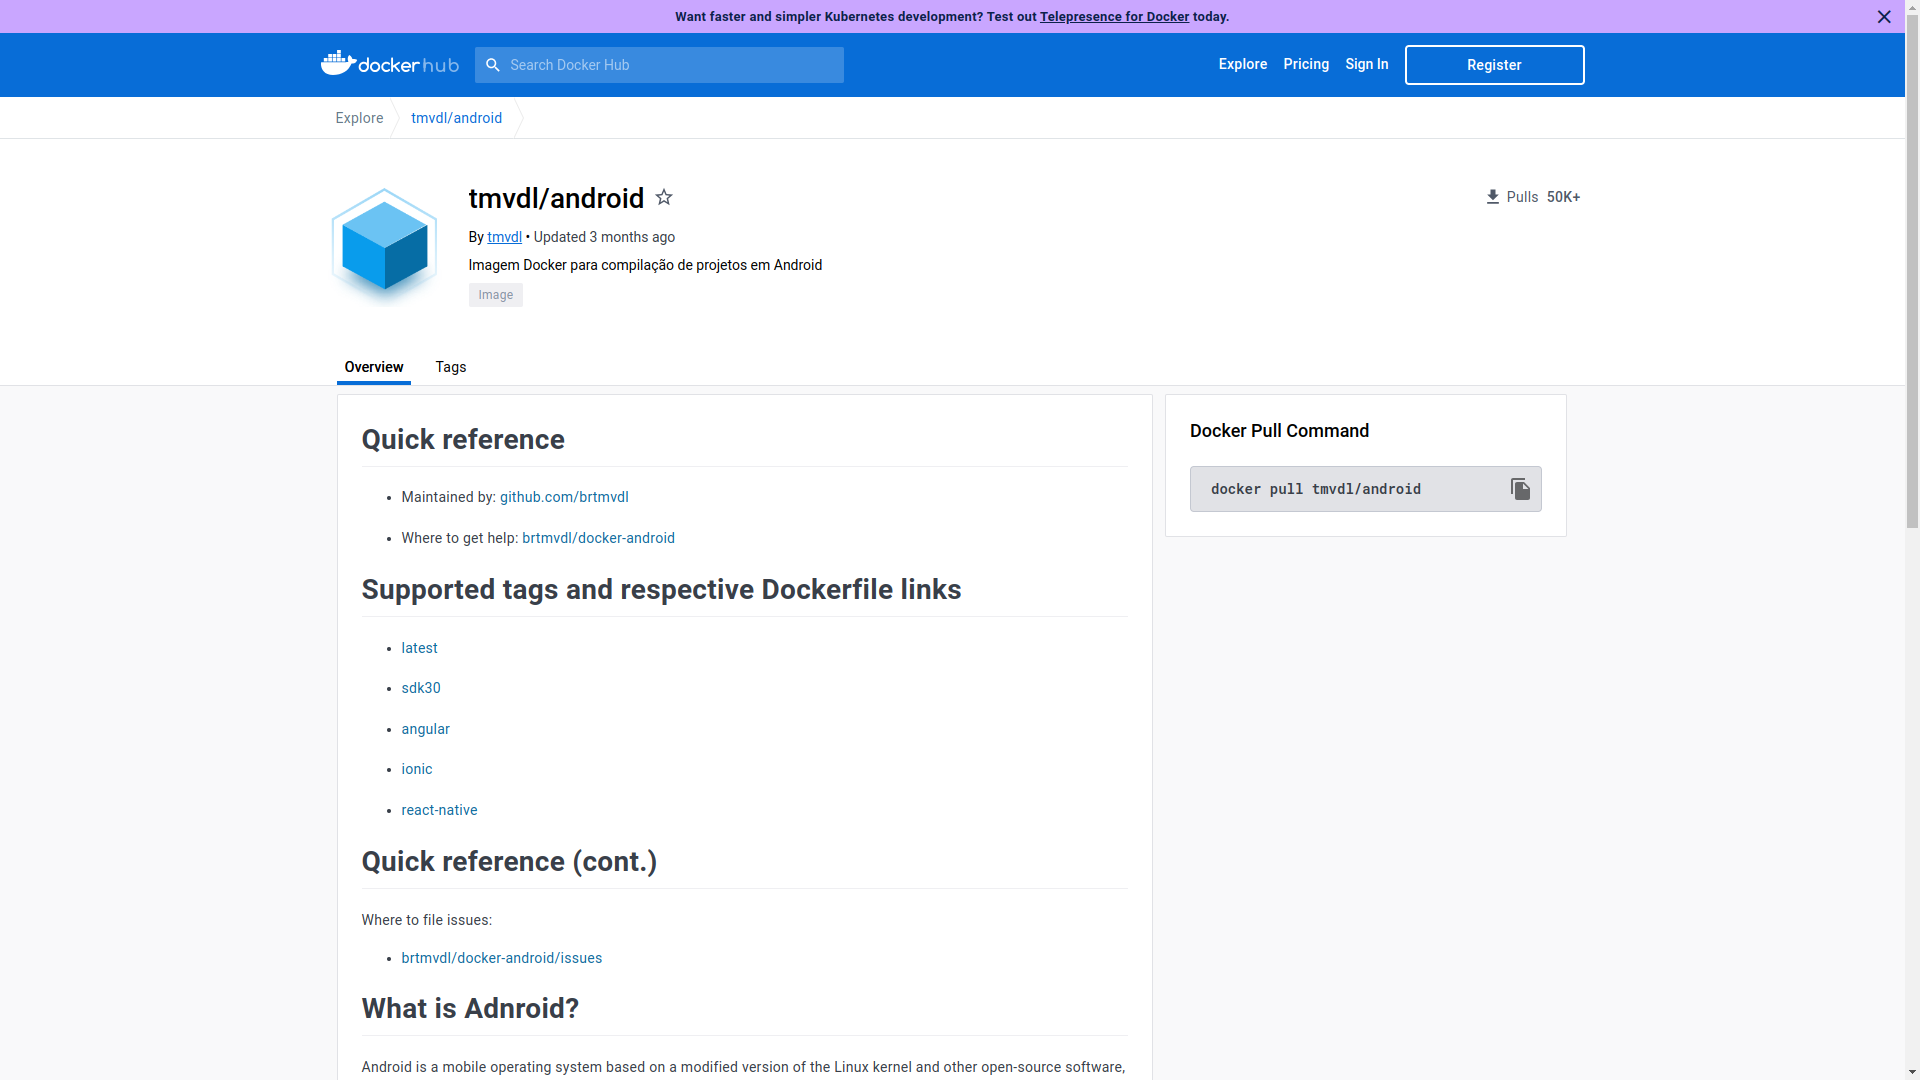 Want faster and simpler Kubernetes development? Test out Telepresence for Docker today.
dockerhub
Search Docker Hub
Explore
Pricing
Sign In
Register
Explore
tmvdl/android
tmvdl/android
Pulls 50K+
By tmvdl • Updated 3 months ago
Imagem Docker para compilação de projetos em Android
Image
Overview
Tags
Quick reference
Maintained by: github.com/brtmvdl
Where to get help: brtmvdl/docker-android
Supported tags and respective Dockerfile links
latest
sdk30
angular
ionic
react-native
Quick reference (cont.)
Where to file issues:
brtmvdl/docker-android/issues
What is Adnroid?
Android is a mobile operating system based on a modified version of the Linux kernel and other open-source software,
Docker Pull Command
docker pull tmvdl/android